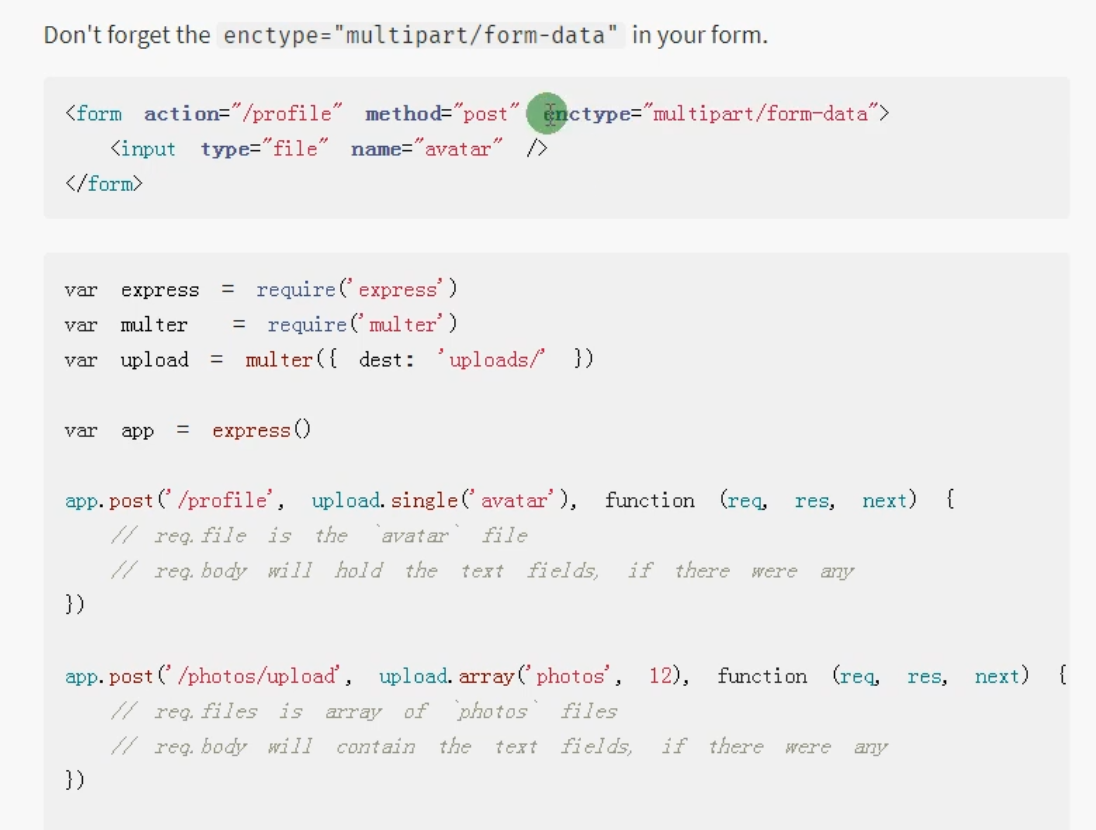 Don't forget the enctype="multipart/form-data" in your form.
<form action="/profile" method="post" enctype="multipart/form-data">
<input type="file" name="avatar" />
</form>
var express = require('express')
var multer = require('multer')
var upload = multer({ dest: 'uploads/' })
var app = express()
app.post('/profile', upload.single('avatar'), function (req, res, next) {
// req.file is the `avatar` file
// req.body will hold the text fields, if there were any
})
app.post('/photos/upload', upload.array('photos', 12), function (req, res, next) {
// req.files is array of `photos` files
// req.body will contain the text fields, if there were any
})